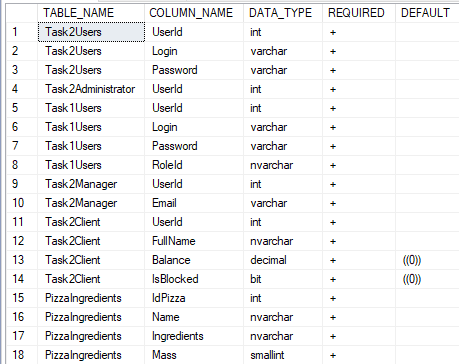 TABLE_NAME COLUMN_NAME DATA_TYPE REQUIRED DEFAULT
1 Task2Users UserId int +
2 Task2Users Login varchar +
3 Task2Users Password varchar +
4 Task2Administrator UserId int +
5 Task1Users UserId int +
6 Task1Users Login varchar +
7 Task1Users Password varchar +
8 Task1Users RoleId nvarchar +
9 Task2Manager UserId int +
10 Task2Manager Email varchar +
11 Task2Client UserId int +
12 Task2Client FullName nvarchar +
13 Task2Client Balance decimal + ((0))
14 Task2Client IsBlocked bit + ((0))
15 PizzaIngredients IdPizza int +
16 PizzaIngredients Name nvarchar +
17 PizzaIngredients Ingredients nvarchar +
18 PizzaIngredients Mass smallint +